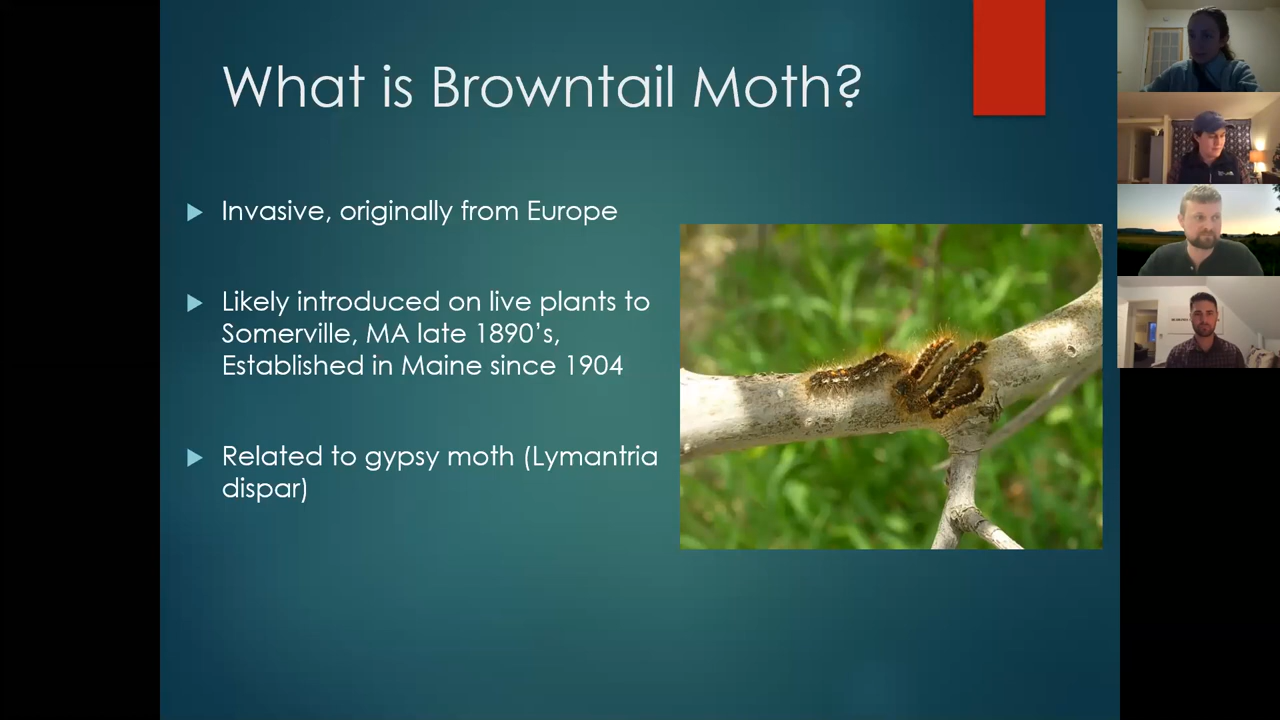 What is Browntail Moth?
Invasive, originally from Europe
Likely introduced on live plants to
Somerville, MA late 1890’s,
Established in Maine since 1904
Related to gypsy moth (Lymantria
dispar)